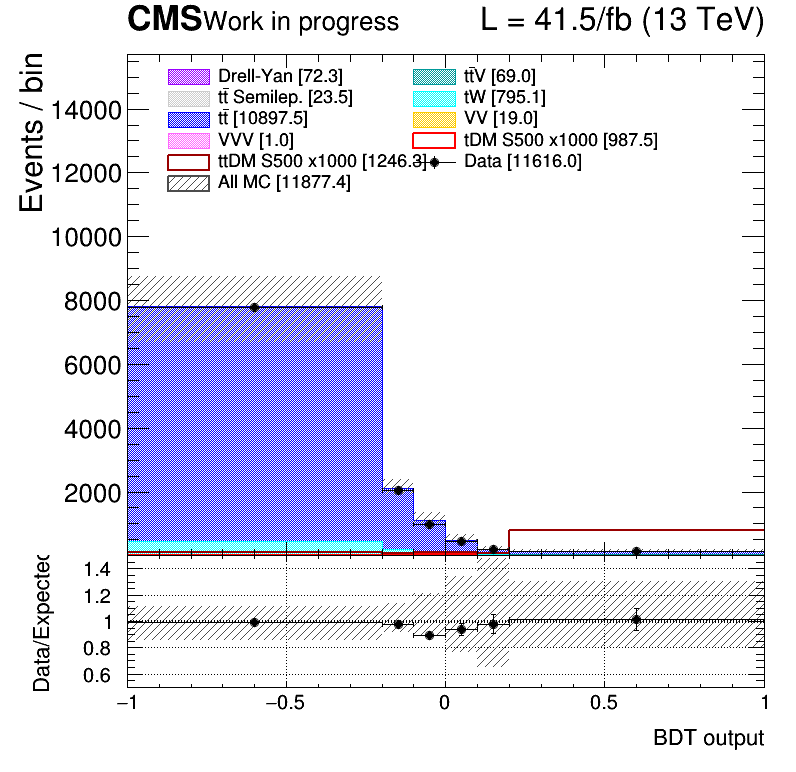 CMS Work in progress L = 41.5/fb (13 TeV)
Events / bin
Drell-Yan [72.3] tt̄V [69.0]
tt̄ Semilep. [23.5] tW [795.1]
tt̄ [10897.5] VV [19.0]
VVV [1.0] tDM S500 x1000 [987.5]
ttDM S500 x1000 [1246.3] Data [11616.0]
All MC [11877.4]
14000
12000
10000
8000
6000
4000
2000
Data/Expected
1.4
1.2
1
0.8
0.6
−1 −0.5 0 0.5 1
BDT output